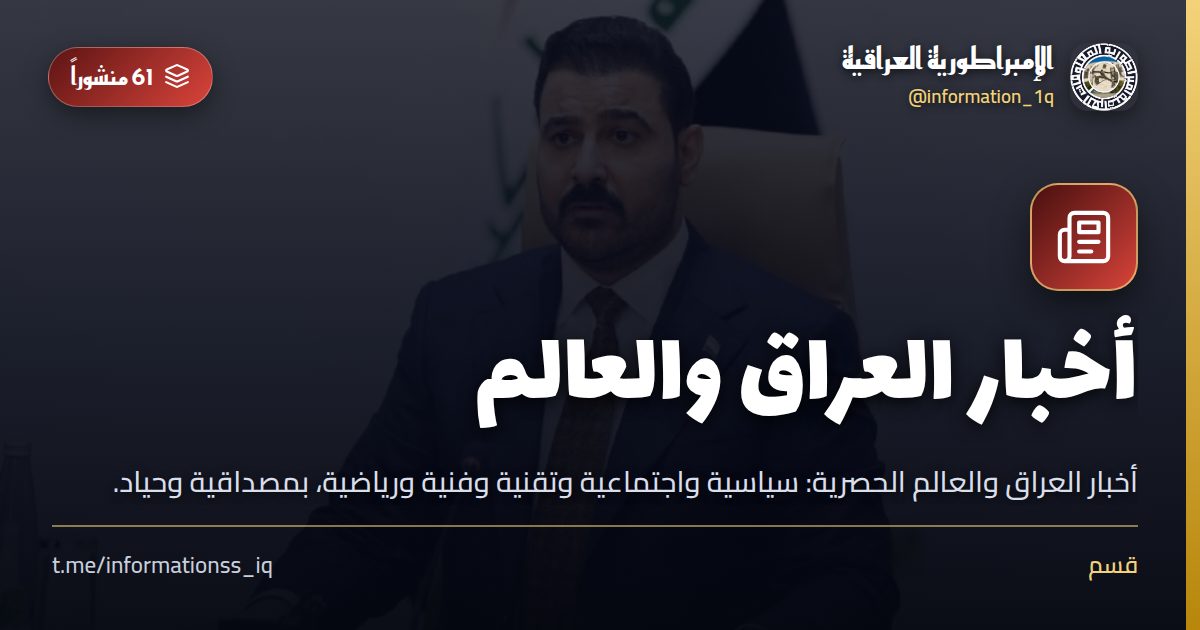 الإمبراطورية العراقية
@information_1q
61 منشوراً
أخبار العراق والعالم
أخبار العراق والعالم الحصرية: سياسية واجتماعية وتقنية وفنية ورياضية، بمصداقية وحياد.
قسم
t.me/informationss_iq